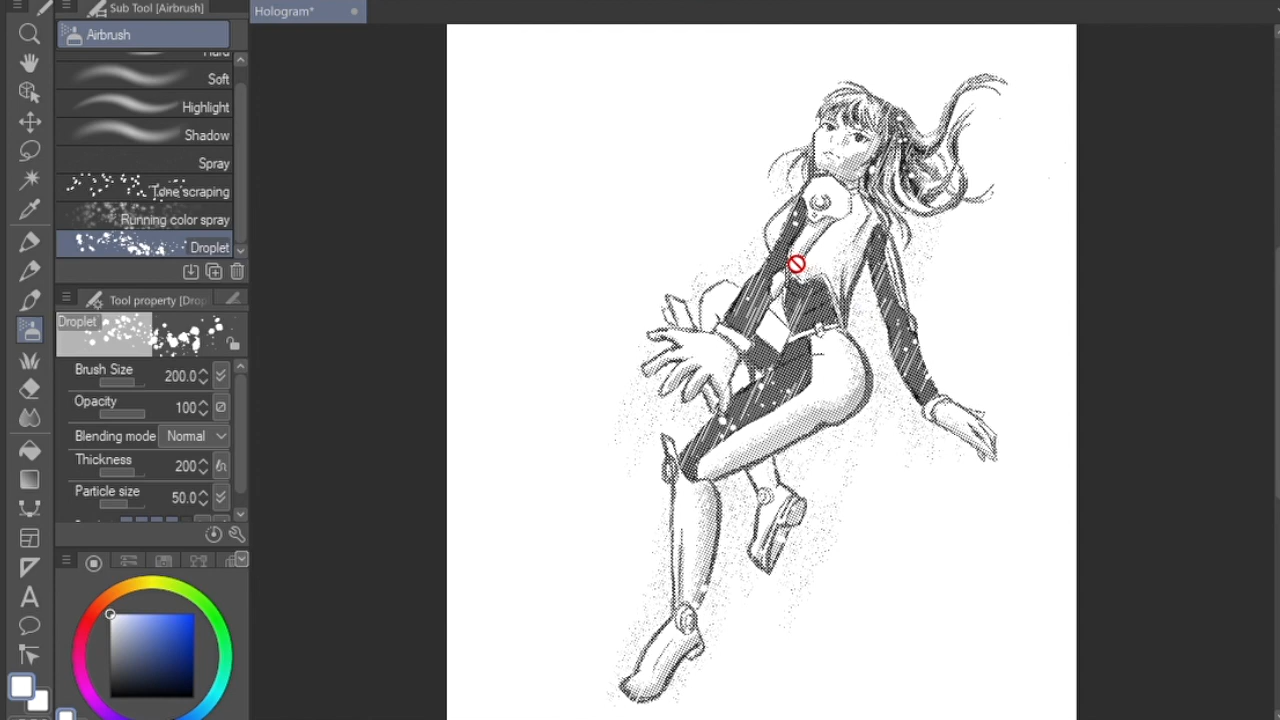 Sub Tool [Airbrush]
Hologram*
Airbrush
Hard
Soft
Highlight
Shadow
Spray
Tone scraping
Running color spray
Droplet
Tool property [Drop
Droplet
Brush Size 200.0
Opacity 100
Blending mode Normal
Thickness 200
Particle size 50.0
A